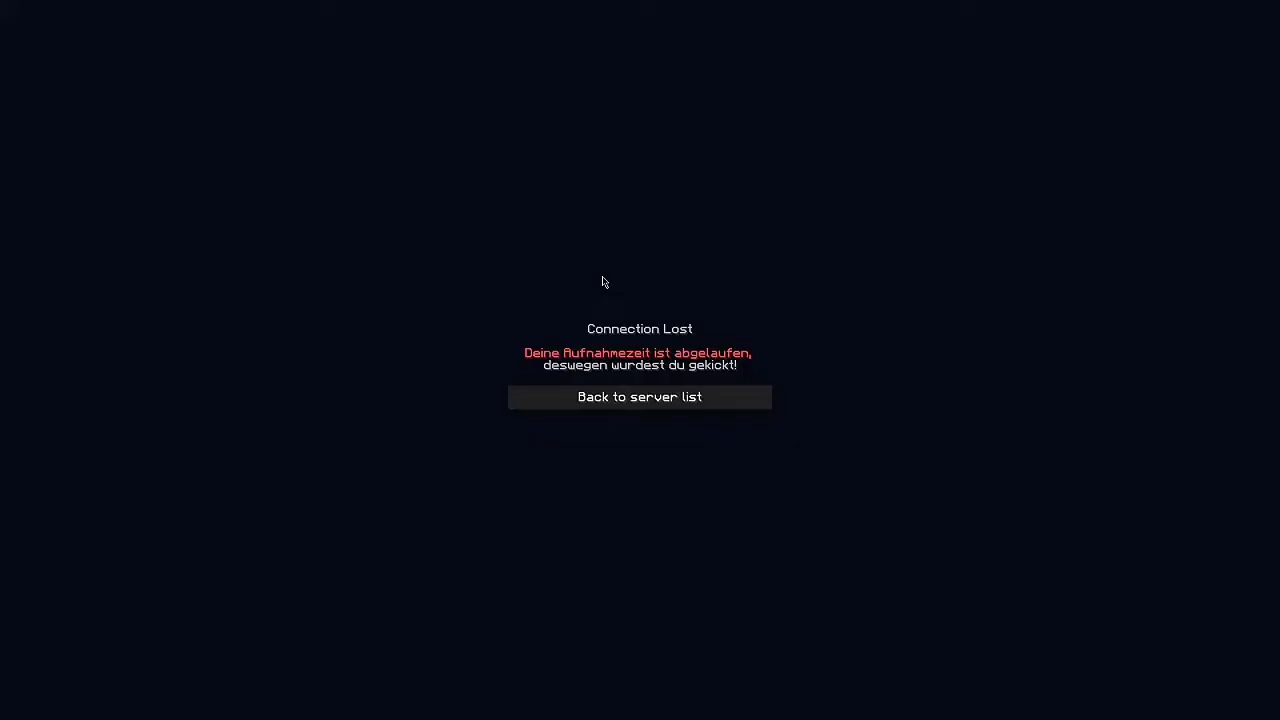 Connection Lost
Deine Aufnahmezeit ist abgelaufen,
deswegen wurdest du gekickt!
Back to server list